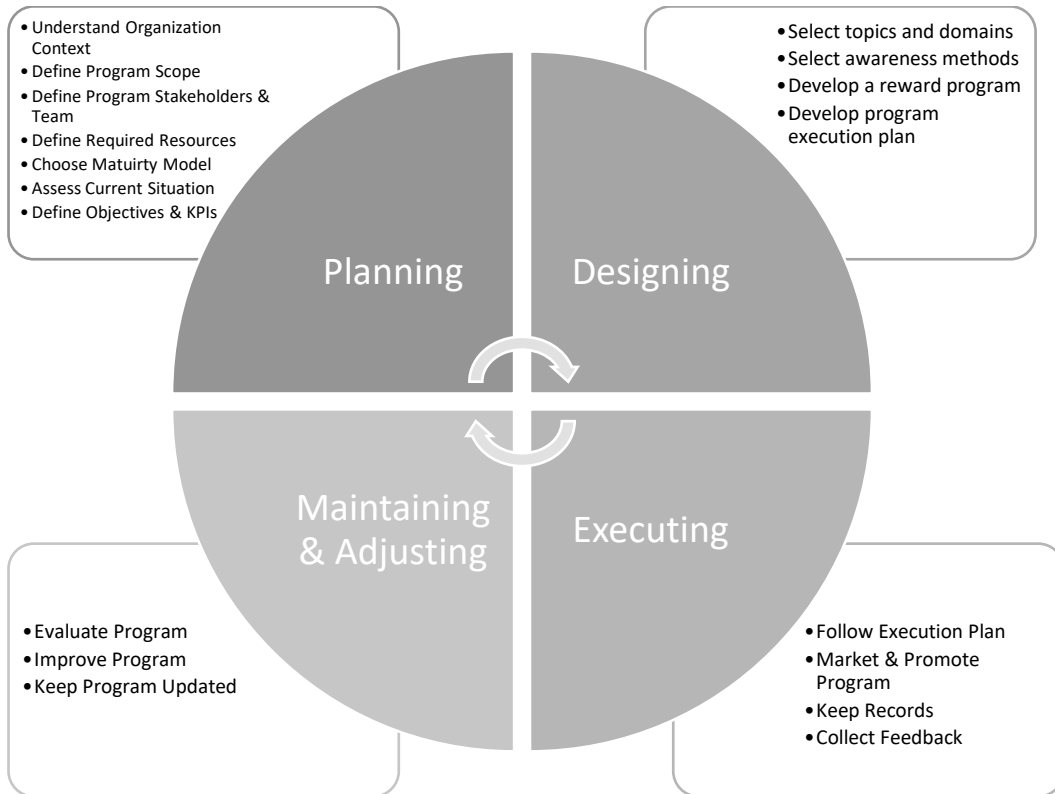 • Understand Organization
Context
• Define Program Scope
• Define Program Stakeholders &
Team
• Define Required Resources
• Choose Matuirty Model
• Assess Current Situation
• Define Objectives & KPIs
Planning
• Select topics and domains
• Select awareness methods
• Develop a reward program
• Develop program
execution plan
Designing
Maintaining
& Adjusting
• Evaluate Program
• Improve Program
• Keep Program Updated
Executing
• Follow Execution Plan
• Market & Promote
Program
• Keep Records
• Collect Feedback